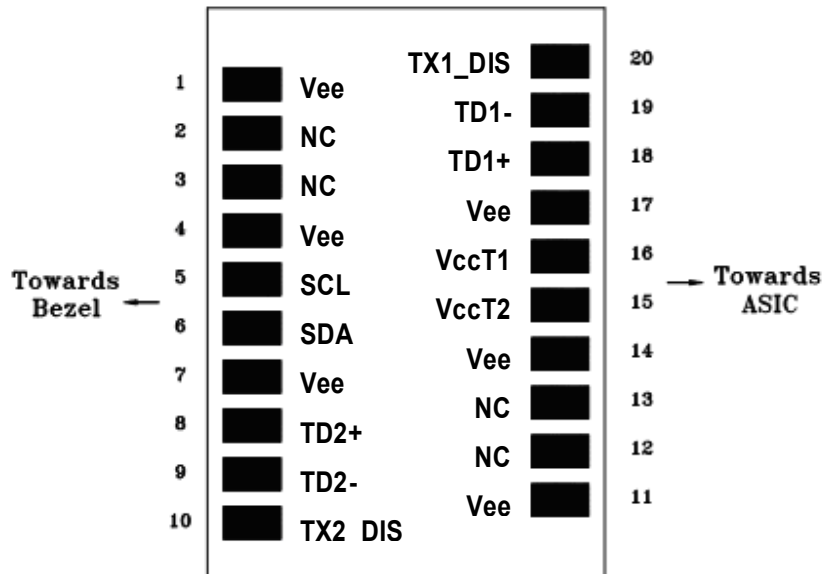 1 Vee
2 NC
3 NC
4 Vee
5 SCL
6 SDA
7 Vee
8 TD2+
9 TD2-
10 TX2 DIS
Towards
Bezel
TX1_DIS 20
TD1- 19
TD1+ 18
Vee 17
VccT1 16
VccT2 15
Vee 14
NC 13
NC 12
Vee 11
Towards
ASIC